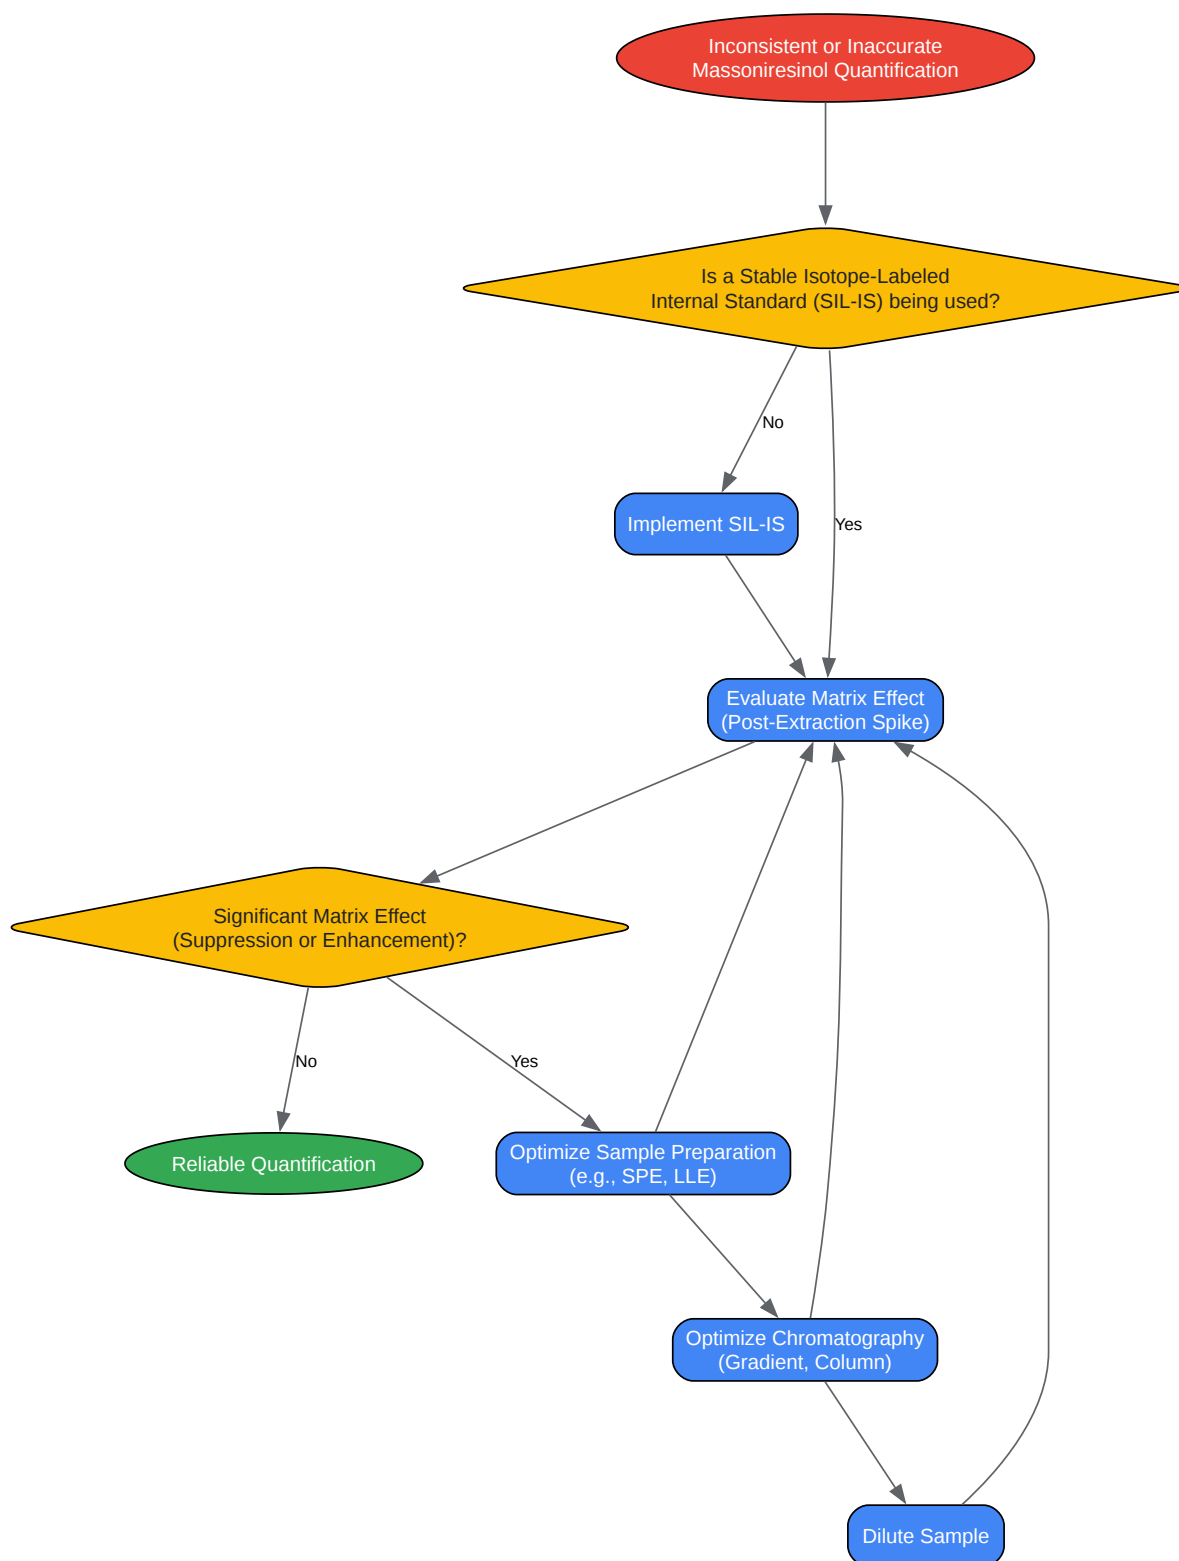 Inconsistent or Inaccurate
Massoniresinol Quantification
Is a Stable Isotope-Labeled
Internal Standard (SIL-IS) being used?
No
Implement SIL-IS
Yes
Evaluate Matrix Effect
(Post-Extraction Spike)
Significant Matrix Effect
(Suppression or Enhancement)?
No
Yes
Reliable Quantification
Optimize Sample Preparation
(e.g., SPE, LLE)
Optimize Chromatography
(Gradient, Column)
Dilute Sample